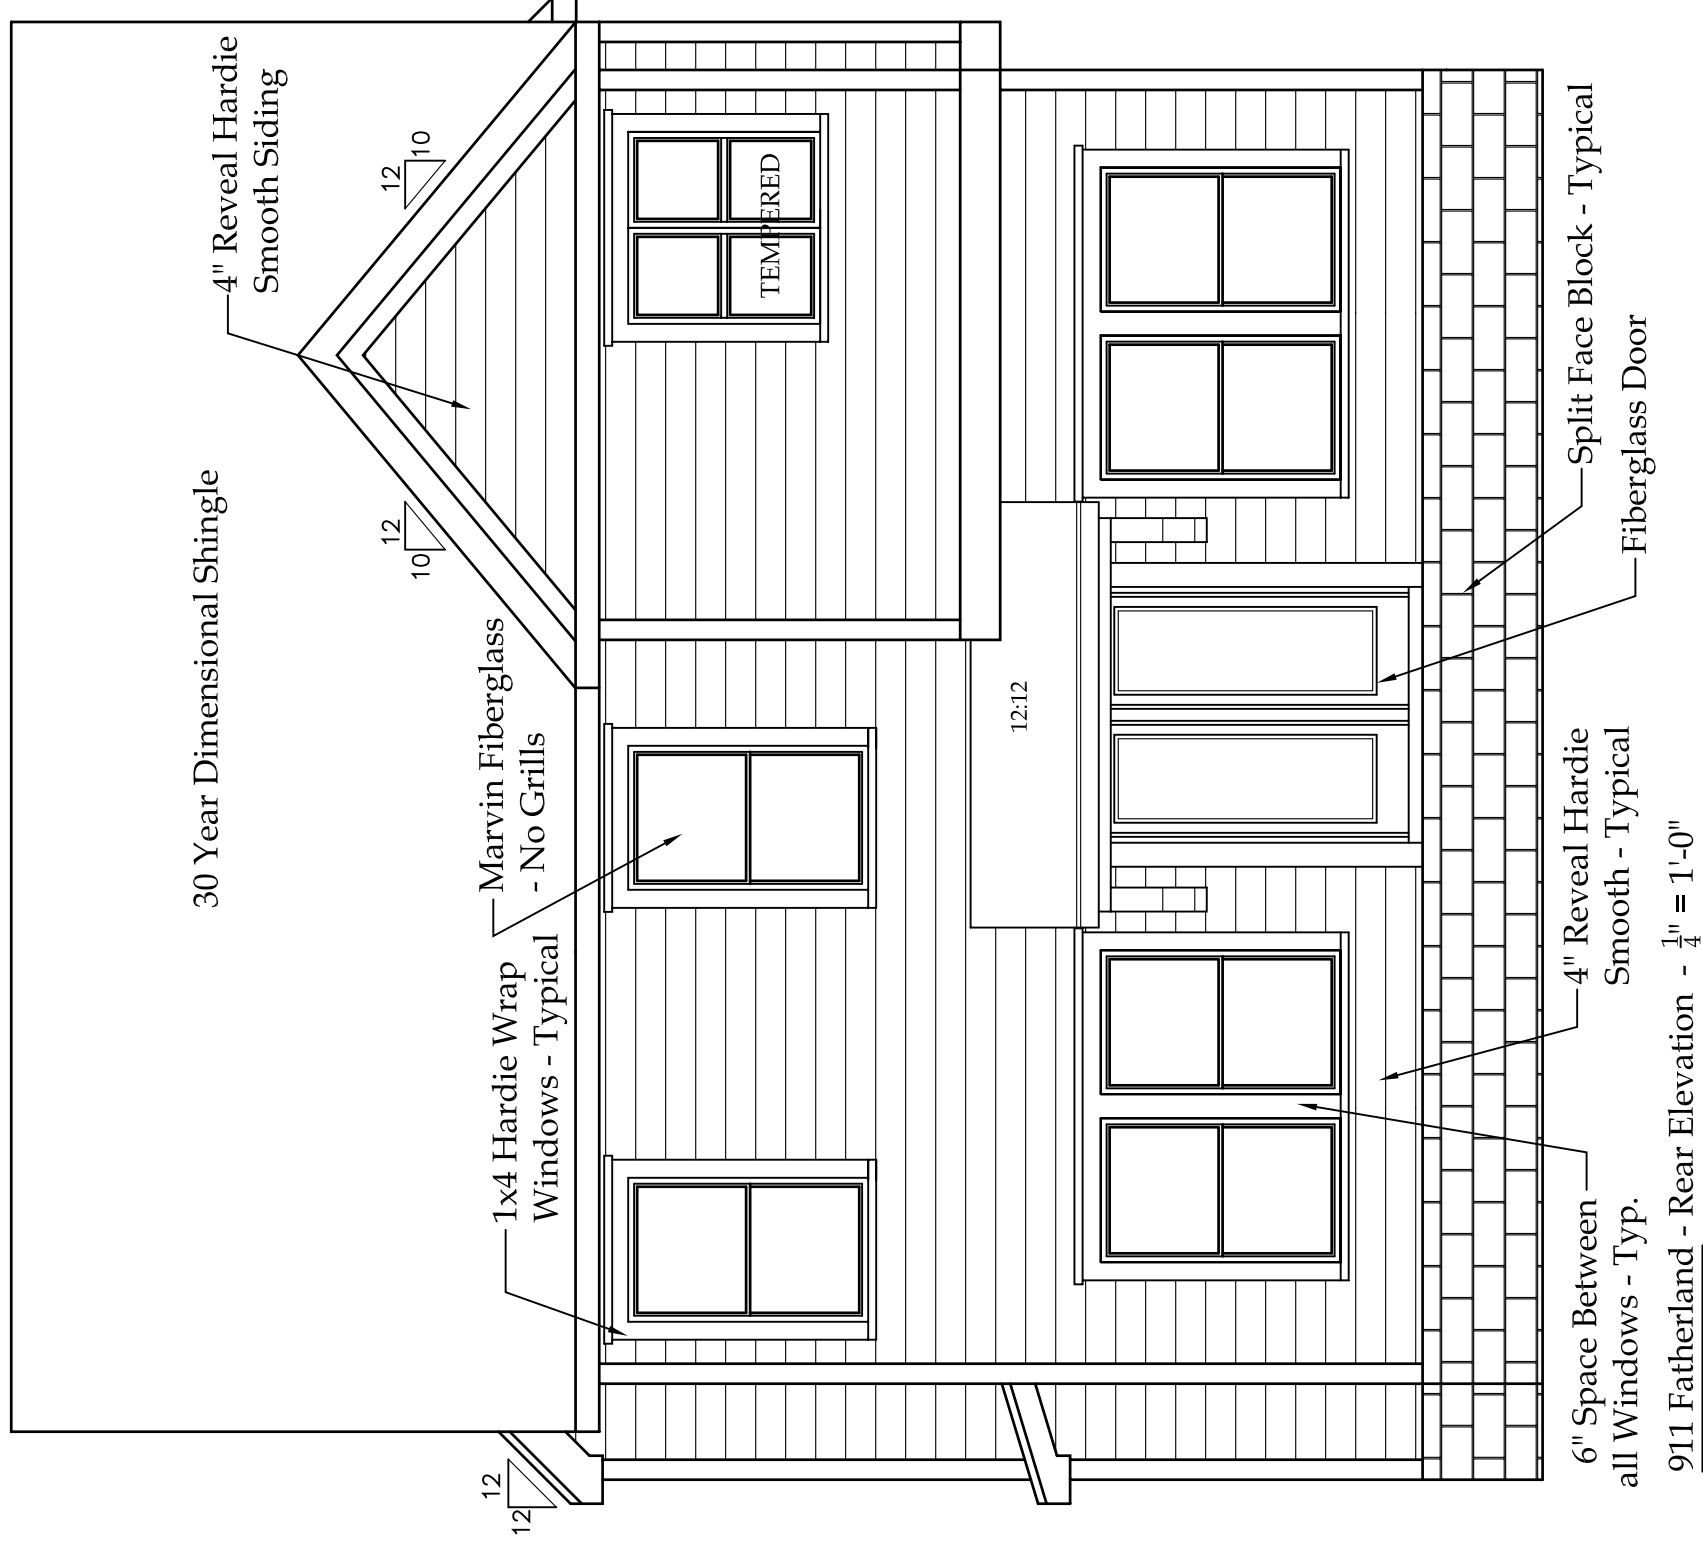 30 Year Dimensional Shingle
4" Reveal Hardie
Smooth Siding
12
10
12
10
12
12
1x4 Hardie Wrap
Windows - Typical
Marvin Fiberglass
- No Grills
TEMPERED
12:12
6" Space Between
all Windows - Typ.
4" Reveal Hardie
Smooth - Typical
Split Face Block - Typical
Fiberglass Door
911 Fatherland - Rear Elevation - 1/4" = 1'-0"